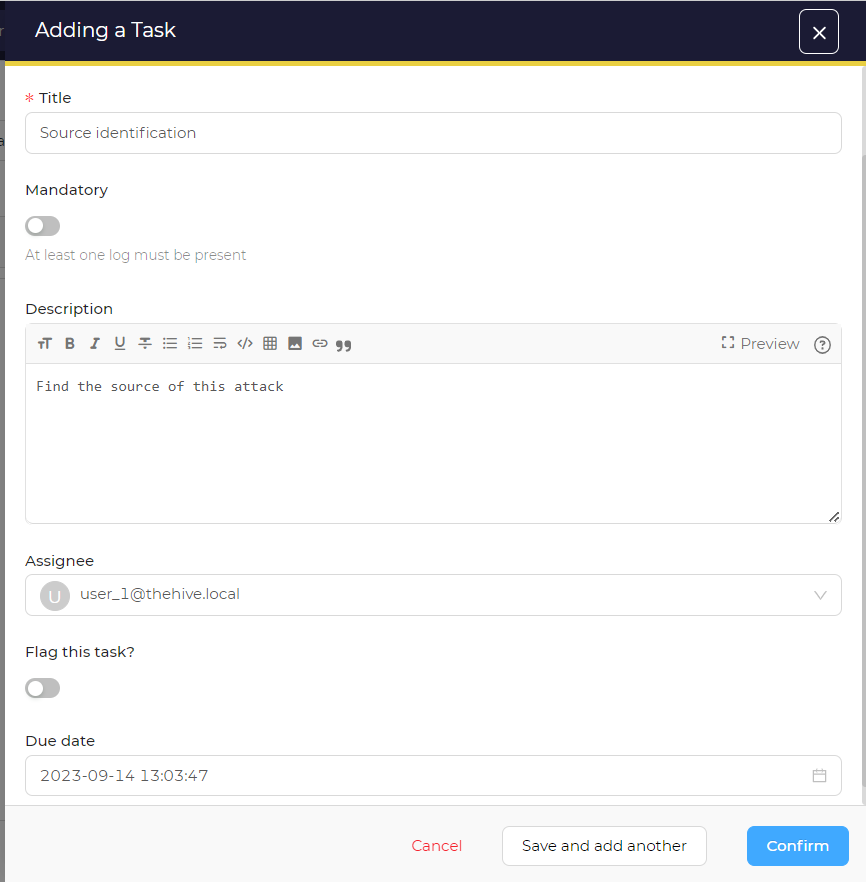 Adding a Task
* Title
Source identification
Mandatory
At least one log must be present
Description
Preview
Find the source of this attack
Assignee
U user_1@thehive.local
Flag this task?
Due date
2023-09-14 13:03:47
Cancel Save and add another Confirm